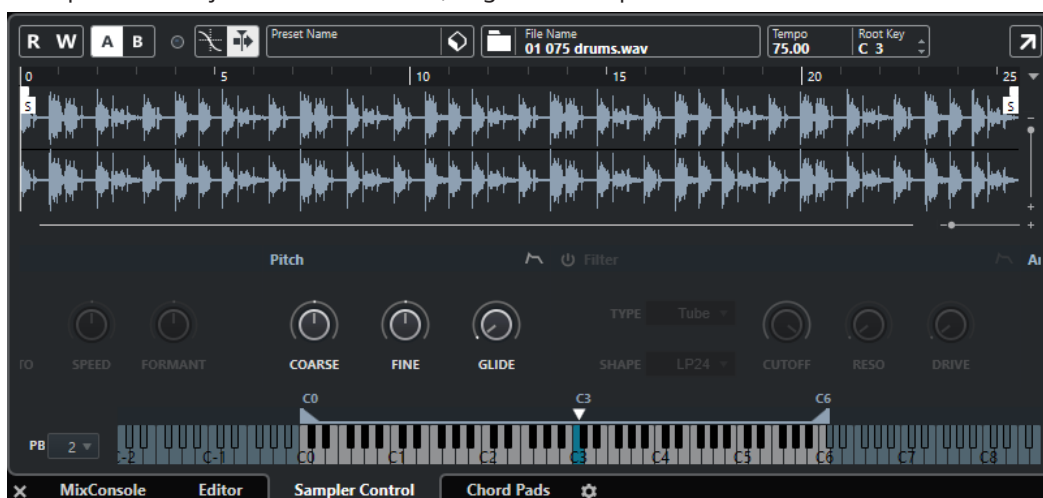 R W A B Preset Name File Name 01 075 drums.wav Tempo 75.00 Root Key C 3
0 5 10 15 20 25
S S
Pitch Filter
TYPE Tube
SPEED FORMANT COARSE FINE GLIDE SHAPE LP24 CUTOFF RESO DRIVE
C0 C3 C6
PB 2
C-1 C0 C1 C2 C3 C4 C5 C6 C7 C8
MixConsole Editor Sampler Control Chord Pads